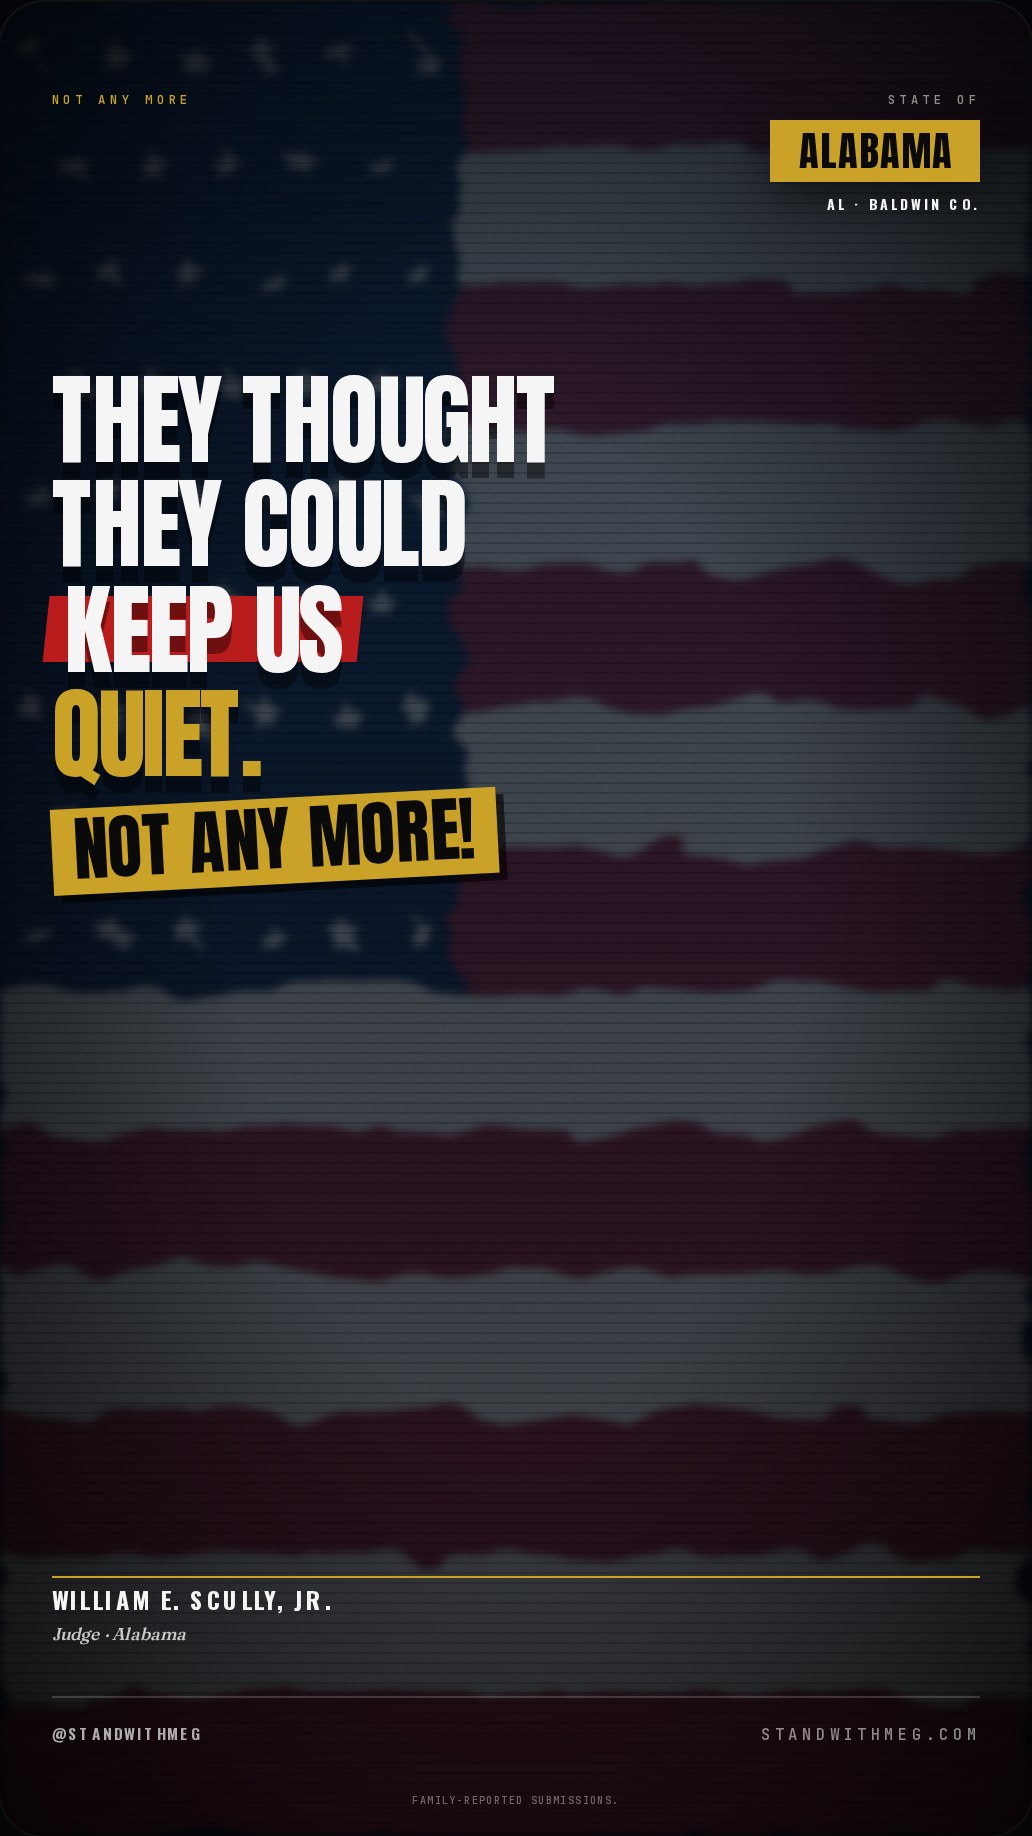 NOT ANY MORE
STATE OF
ALABAMA
AL · BALDWIN CO.
THEY THOUGHT
THEY COULD
KEEP US
QUIET.
NOT ANY MORE!
WILLIAM E. SCULLY, JR.
Judge · Alabama
@STANDWITHMEG
STANDWITHMEG.COM
FAMILY-REPORTED SUBMISSIONS.